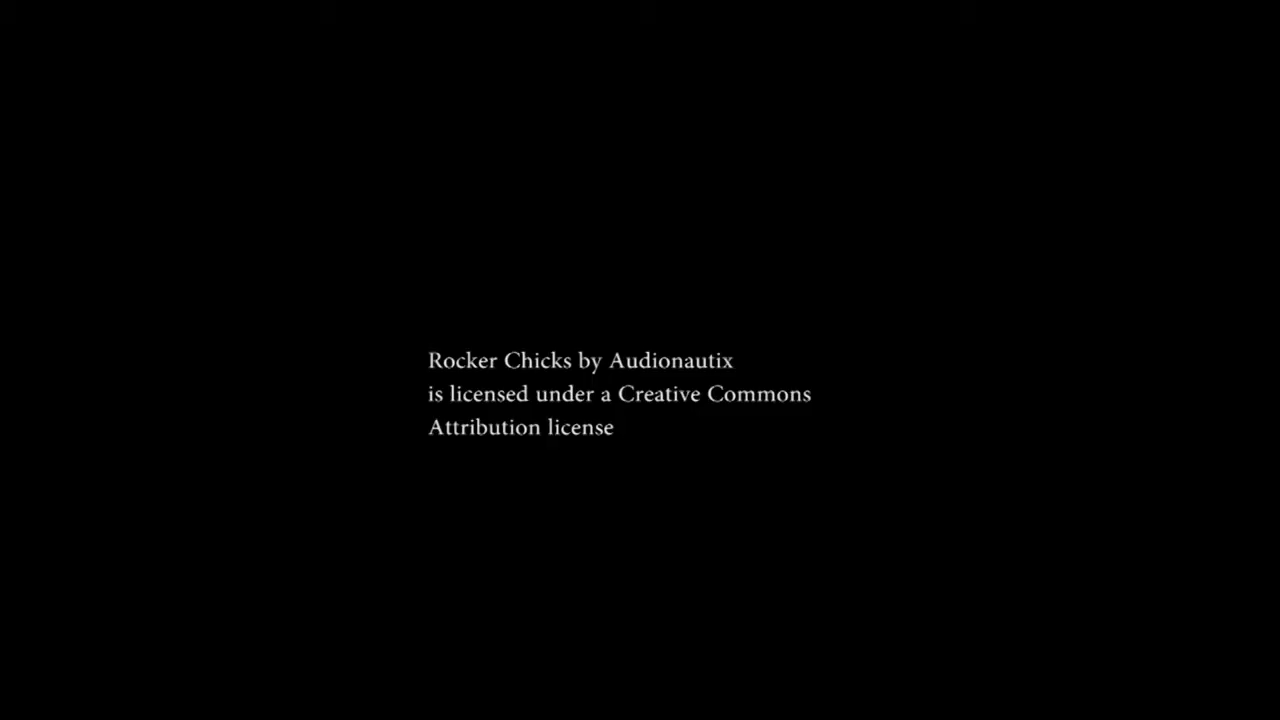 Rocker Chicks by Audionautix
is licensed under a Creative Commons
Attribution license